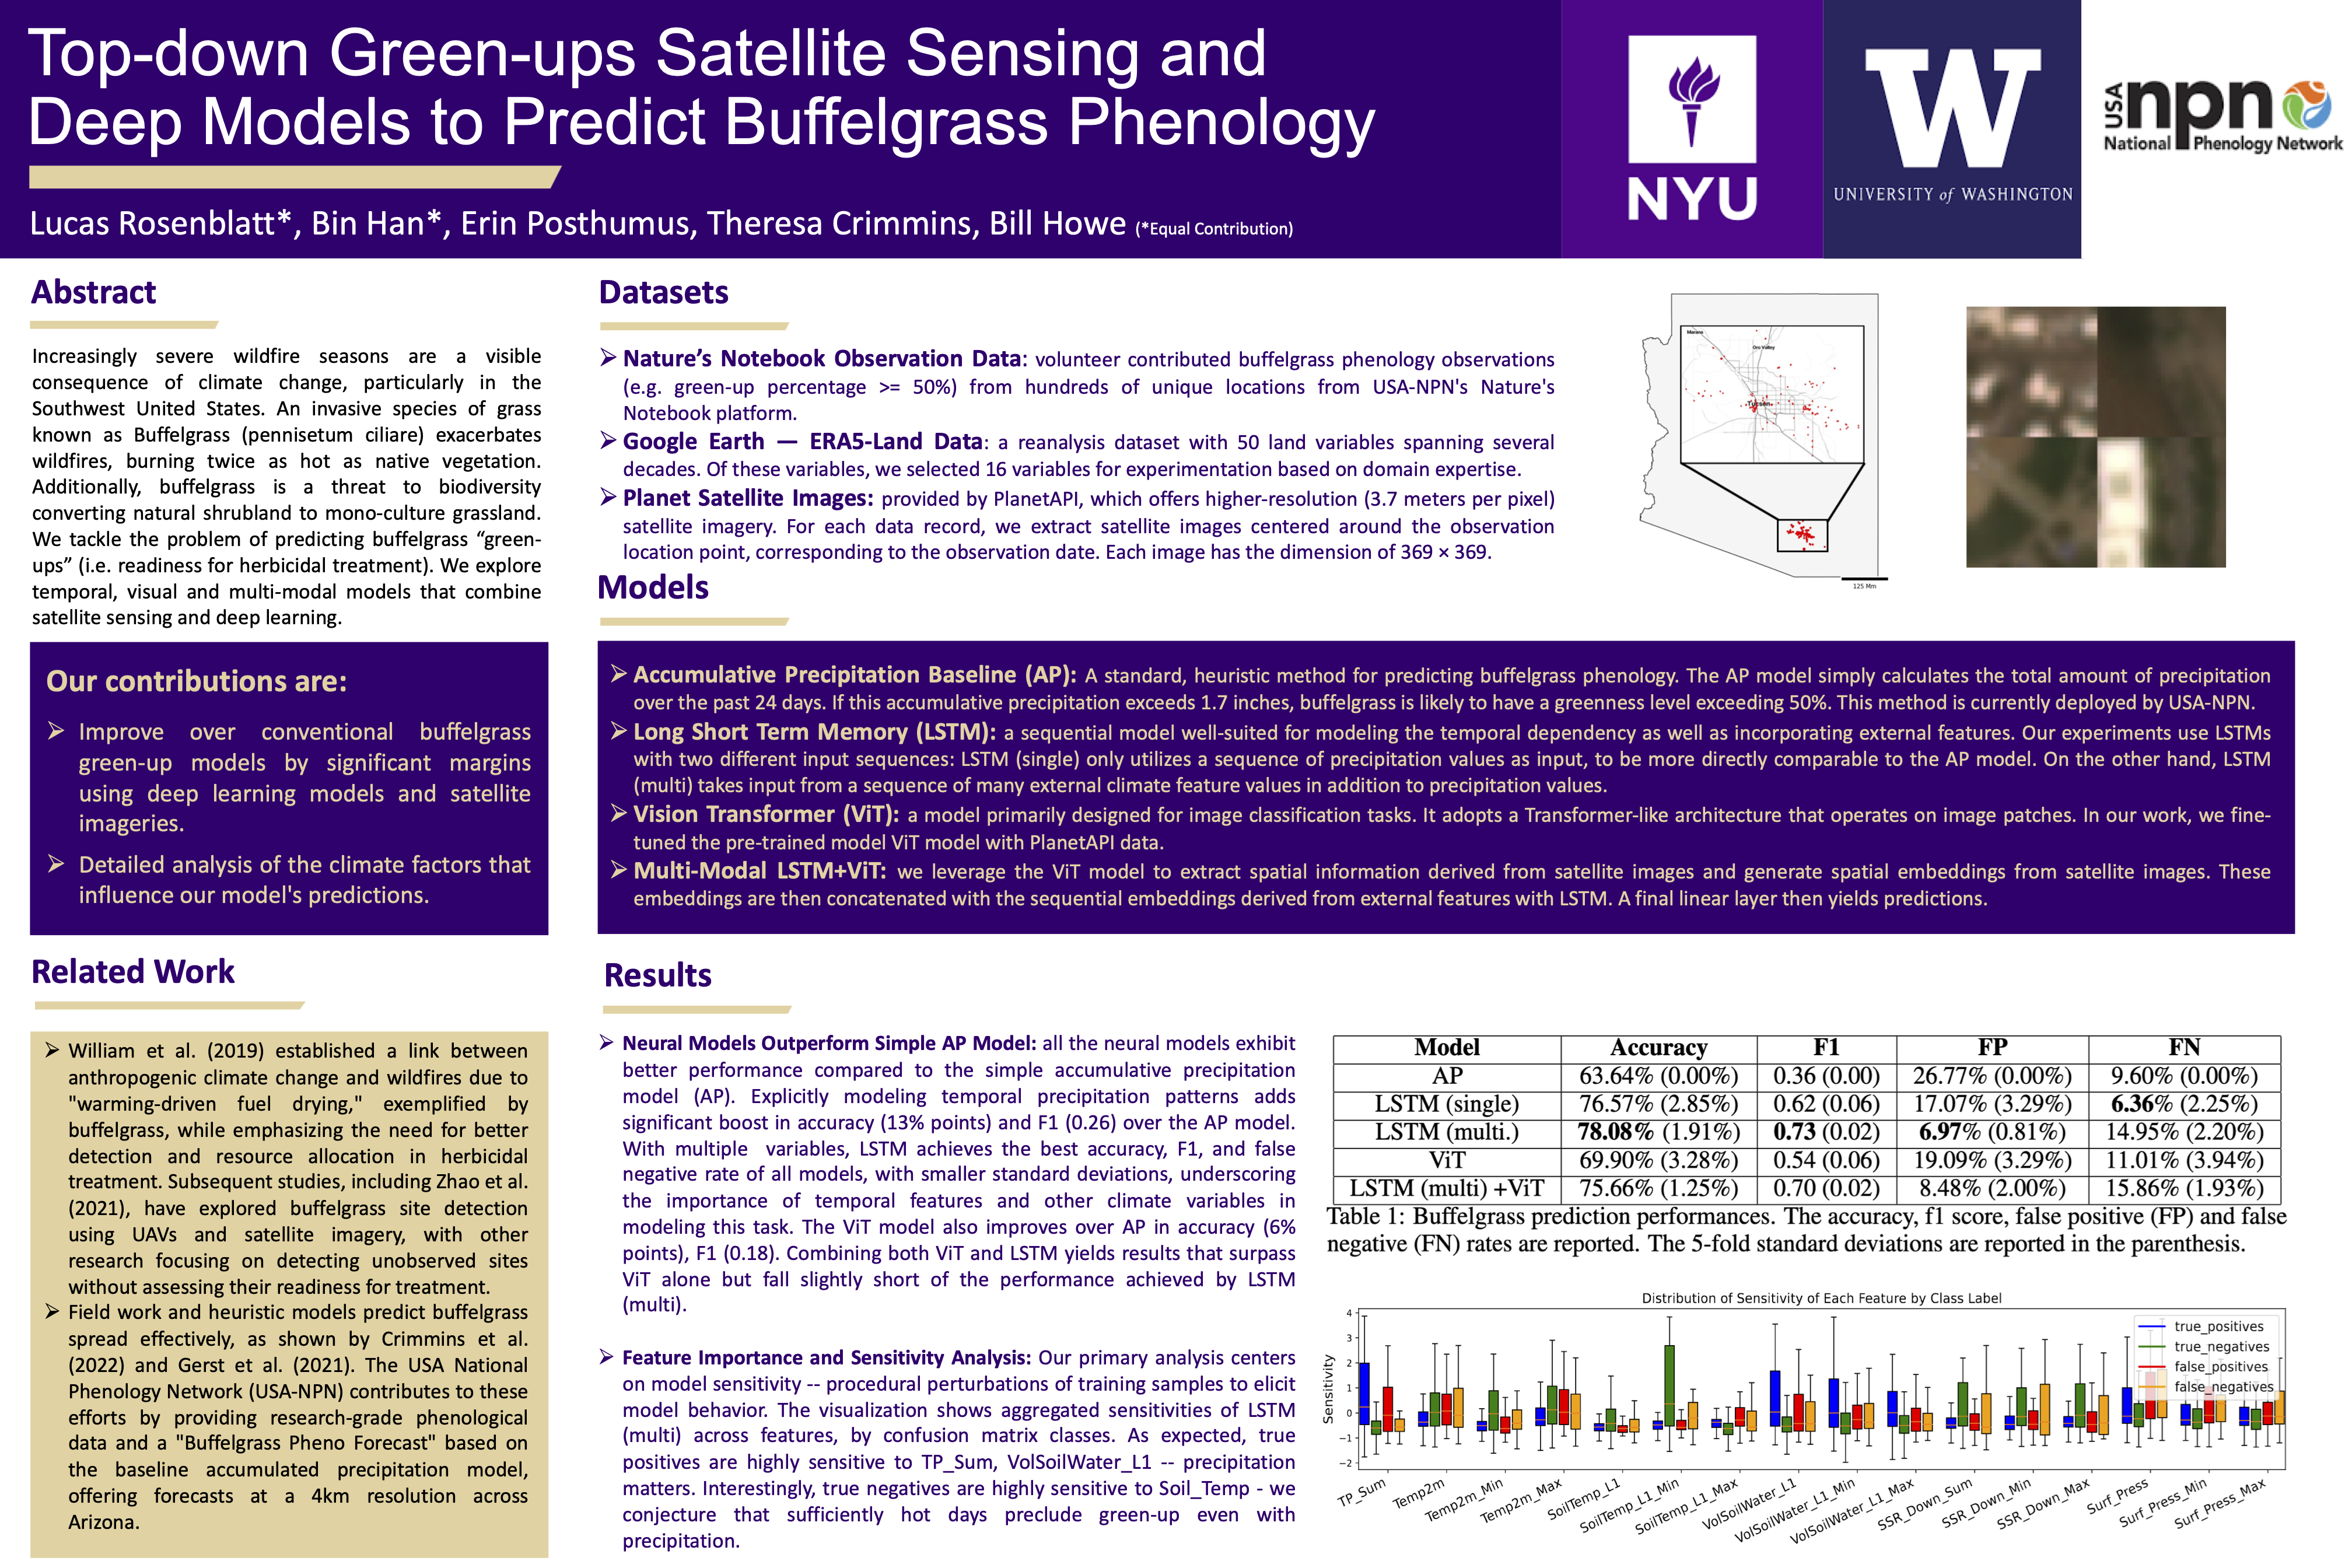 Top-down Green-ups Satellite Sensing and
Deep Models to Predict Buffelgrass Phenology
Lucas Rosenblatt*, Bin Han*, Erin Posthumus, Theresa Crimmins, Bill Howe (*Equal Contribution)
NYU
W
UNIVERSITY of WASHINGTON
USA npn
National Phenology Network
Abstract
Increasingly severe wildfire seasons are a visible
consequence of climate change, particularly in the
Southwest United States. An invasive species of grass
known as Buffelgrass (pennisetum ciliare) exacerbates
wildfires, burning twice as hot as native vegetation.
Additionally, buffelgrass is a threat to biodiversity
converting natural shrubland to mono-culture grassland.
We tackle the problem of predicting buffelgrass “green-
ups” (i.e. readiness for herbicidal treatment). We explore
temporal, visual and multi-modal models that combine
satellite sensing and deep learning.
Our contributions are:
➢ Improve over conventional buffelgrass
green-up models by significant margins
using deep learning models and satellite
imageries.
➢ Detailed analysis of the climate factors that
influence our model's predictions.
Related Work
➢ William et al. (2019) established a link between
anthropogenic climate change and wildfires due to
"warming-driven fuel drying," exemplified by
buffelgrass, while emphasizing the need for better
detection and resource allocation in herbicidal
treatment. Subsequent studies, including Zhao et al.
(2021), have explored buffelgrass site detection
using UAVs and satellite imagery, with other
research focusing on detecting unobserved sites
without assessing their readiness for treatment.
➢ Field work and heuristic models predict buffelgrass
spread effectively, as shown by Crimmins et al.
(2022) and Gerst et al. (2021). The USA National
Phenology Network (USA-NPN) contributes to these
efforts by providing research-grade phenological
data and a "Buffelgrass Pheno Forecast" based on
the baseline accumulated precipitation model,
offering forecasts at a 4km resolution across
Arizona.
Datasets
➢ Nature’s Notebook Observation Data: volunteer contributed buffelgrass phenology observations
(e.g. green-up percentage >= 50%) from hundreds of unique locations from USA-NPN's Nature's
Notebook platform.
➢ Google Earth — ERA5-Land Data: a reanalysis dataset with 50 land variables spanning several
decades. Of these variables, we selected 16 variables for experimentation based on domain expertise.
➢ Planet Satellite Images: provided by PlanetAPI, which offers higher-resolution (3.7 meters per pixel)
satellite imagery. For each data record, we extract satellite images centered around the observation
location point, corresponding to the observation date. Each image has the dimension of 369 × 369.
Marana
Oro Valley
Tucson
125 Mm
Models
➢ Accumulative Precipitation Baseline (AP): A standard, heuristic method for predicting buffelgrass phenology. The AP model simply calculates the total amount of precipitation
over the past 24 days. If this accumulative precipitation exceeds 1.7 inches, buffelgrass is likely to have a greenness level exceeding 50%. This method is currently deployed by USA-NPN.
➢ Long Short Term Memory (LSTM): a sequential model well-suited for modeling the temporal dependency as well as incorporating external features. Our experiments use LSTMs
with two different input sequences: LSTM (single) only utilizes a sequence of precipitation values as input, to be more directly comparable to the AP model. On the other hand, LSTM
(multi) takes input from a sequence of many external climate feature values in addition to precipitation values.
➢ Vision Transformer (ViT): a model primarily designed for image classification tasks. It adopts a Transformer-like architecture that operates on image patches. In our work, we fine-
tuned the pre-trained model ViT model with PlanetAPI data.
➢ Multi-Modal LSTM+ViT: we leverage the ViT model to extract spatial information derived from satellite images and generate spatial embeddings from satellite images. These
embeddings are then concatenated with the sequential embeddings derived from external features with LSTM. A final linear layer then yields predictions.
Results
➢ Neural Models Outperform Simple AP Model: all the neural models exhibit
better performance compared to the simple accumulative precipitation
model (AP). Explicitly modeling temporal precipitation patterns adds
significant boost in accuracy (13% points) and F1 (0.26) over the AP model.
With multiple variables, LSTM achieves the best accuracy, F1, and false
negative rate of all models, with smaller standard deviations, underscoring
the importance of temporal features and other climate variables in
modeling this task. The ViT model also improves over AP in accuracy (6%
points), F1 (0.18). Combining both ViT and LSTM yields results that surpass
ViT alone but fall slightly short of the performance achieved by LSTM
(multi).
➢ Feature Importance and Sensitivity Analysis: Our primary analysis centers
on model sensitivity -- procedural perturbations of training samples to elicit
model behavior. The visualization shows aggregated sensitivities of LSTM
(multi) across features, by confusion matrix classes. As expected, true
positives are highly sensitive to TP_Sum, VolSoilWater_L1 -- precipitation
matters. Interestingly, true negatives are highly sensitive to Soil_Temp - we
conjecture that sufficiently hot days preclude green-up even with
precipitation.
Model Accuracy F1 FP FN
AP 63.64% (0.00%) 0.36 (0.00) 26.77% (0.00%) 9.60% (0.00%)
LSTM (single) 76.57% (2.85%) 0.62 (0.06) 17.07% (3.29%) 6.36% (2.25%)
LSTM (multi.) 78.08% (1.91%) 0.73 (0.02) 6.97% (0.81%) 14.95% (2.20%)
ViT 69.90% (3.28%) 0.54 (0.06) 19.09% (3.29%) 11.01% (3.94%)
LSTM (multi) +ViT 75.66% (1.25%) 0.70 (0.02) 8.48% (2.00%) 15.86% (1.93%)
Table 1: Buffelgrass prediction performances. The accuracy, f1 score, false positive (FP) and false
negative (FN) rates are reported. The 5-fold standard deviations are reported in the parenthesis.
Distribution of Sensitivity of Each Feature by Class Label
Sensitivity
4
3
2
1
0
−1
−2
true_positives
true_negatives
false_positives
false_negatives
TP_Sum
Temp2m
Temp2m_Min
Temp2m_Max
SoilTemp_L1
SoilTemp_L1_Min
SoilTemp_L1_Max
VolSoilWater_L1
VolSoilWater_L1_Min
VolSoilWater_L1_Max
SSR_Down_Sum
SSR_Down_Min
SSR_Down_Max
Surf_Press
Surf_Press_Min
Surf_Press_Max